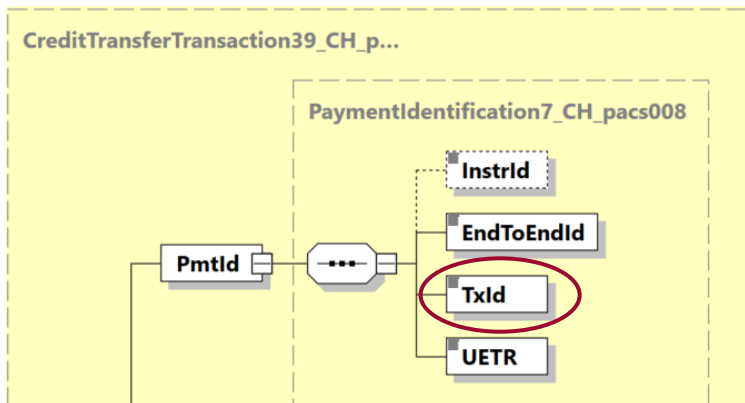 CreditTransferTransaction39_CH_p...
PaymentIdentification7_CH_pacs008
InstrId
EndToEndId
PmtId
TxId
UETR